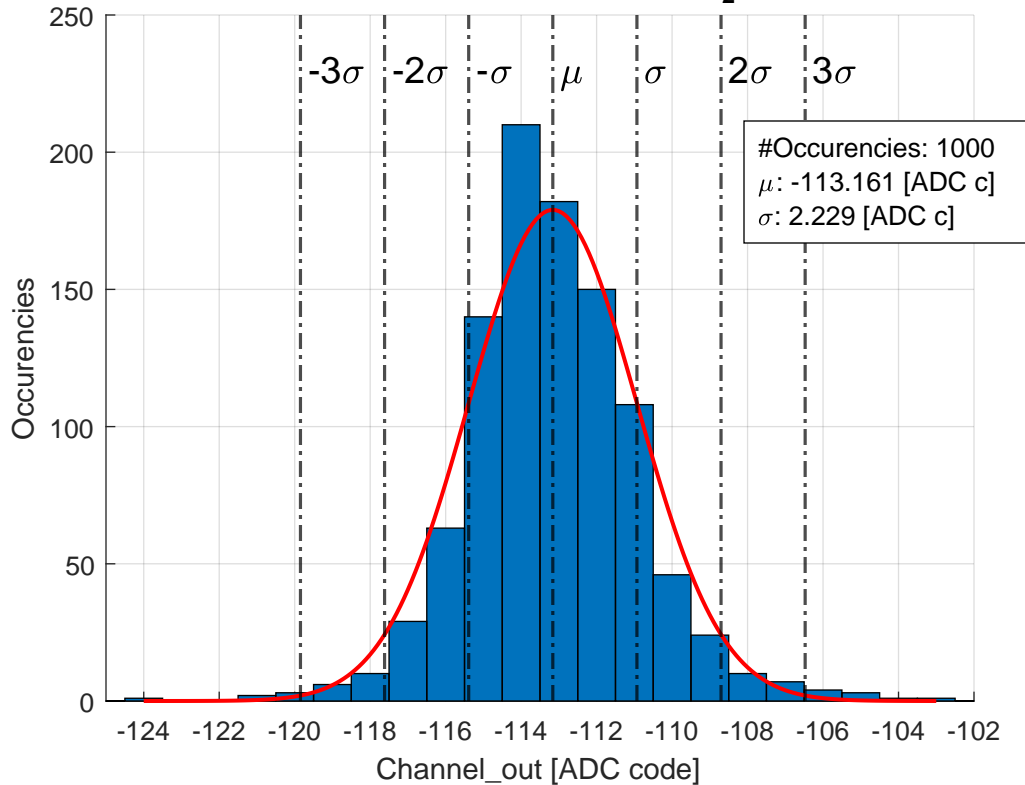 250
-3σ
-2σ
-σ
μ
σ
2σ
3σ
#Occurencies: 1000
μ: -113.161 [ADC c]
σ: 2.229 [ADC c]
200
150
100
50
0
Occurencies
-124
-122
-120
-118
-116
-114
-112
-110
-108
-106
-104
-102
Channel_out [ADC code]